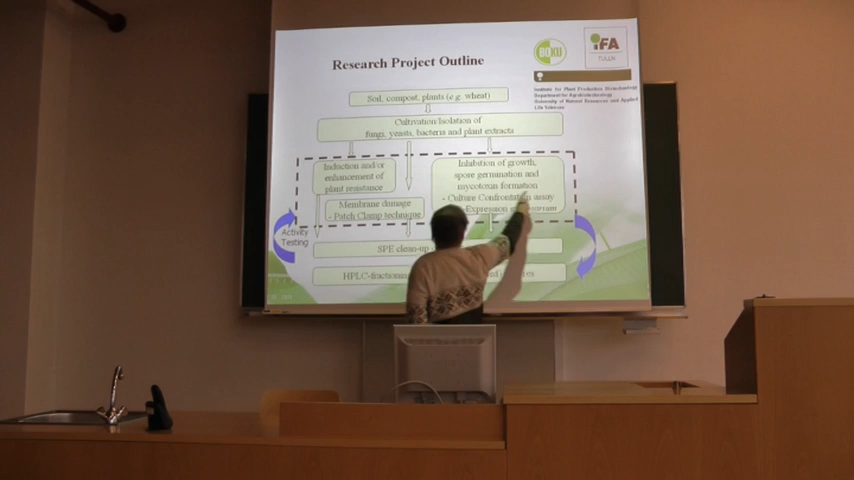 Research Project Outline
BOKU
iFA
TULLN
Institute for Plant Production Biotechnology
Department for Agrobiotechnology
University of Natural Resources and Applied
Life Sciences
Soil, compost, plants (e.g. wheat)
Cultivation/Isolation of
fungi, yeasts, bacteria and plant extracts
Induction and/or
enhancement of
plant resistance
Inhibition of growth,
spore germination and
mycotoxin formation
- Culture Confrontation assay
Expression
Membrane damage
- Patch Clamp technique
Activity
Testing
SPE clean-up
HPLC-fractionation